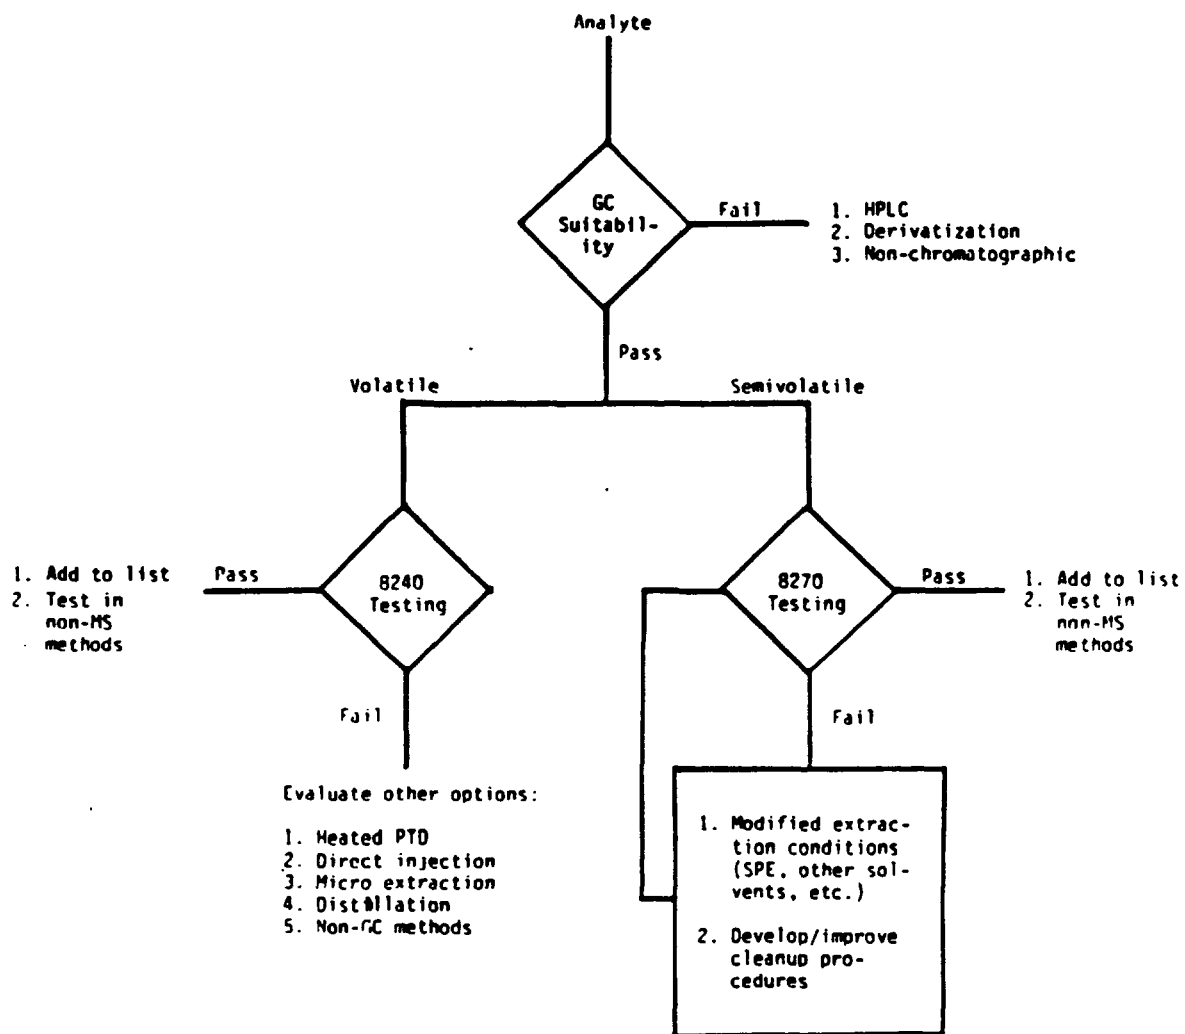 Analyte
GC
Suitabil-
ity
Fail
1. HPLC
2. Derivatization
3. Non-chromatographic
Pass
Volatile
Semivolatile
1. Add to list
2. Test in
non-MS
methods
Pass
8240
Testing
8270
Testing
Pass
1. Add to list
2. Test in
non-MS
methods
Fail
Fail
Evaluate other options:
1. Heated PTD
2. Direct injection
3. Micro extraction
4. Distillation
5. Non-GC methods
1. Modified extrac-
tion conditions
(SPE, other sol-
vents, etc.)
2. Develop/improve
cleanup pro-
cedures